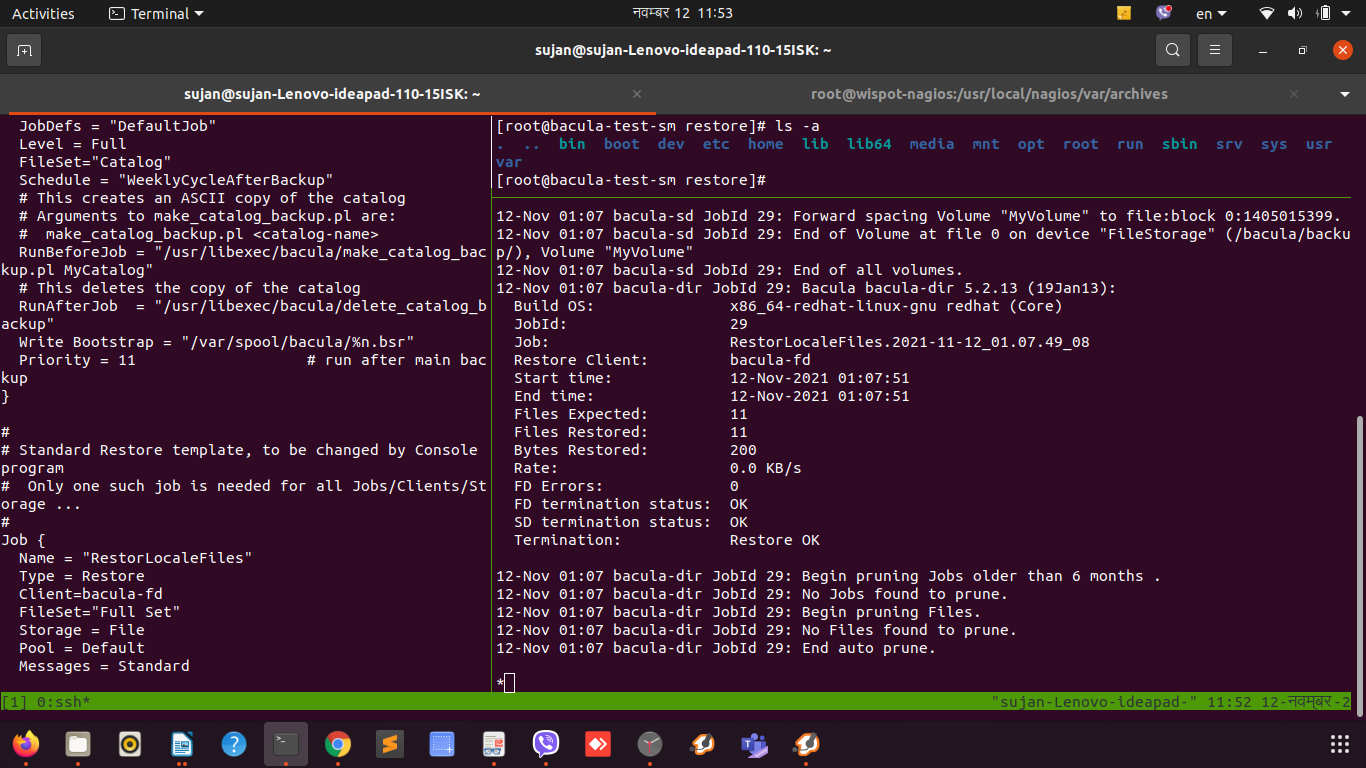 Activities
Terminal
नवम्बर 12 11:53
en
sujan@sujan-Lenovo-ideapad-110-15ISK: ~
sujan@sujan-Lenovo-ideapad-110-15ISK: ~
root@wispot-nagios:/usr/local/nagios/var/archives
JobDefs = "DefaultJob"
Level = Full
FileSet="Catalog"
Schedule = "WeeklyCycleAfterBackup"
# This creates an ASCII copy of the catalog
# Arguments to make_catalog_backup.pl are:
#  make_catalog_backup.pl <catalog-name>
RunBeforeJob = "/usr/libexec/bacula/make_catalog_bac
kup.pl MyCatalog"
# This deletes the copy of the catalog
RunAfterJob  = "/usr/libexec/bacula/delete_catalog_b
ackup"
Write Bootstrap = "/var/spool/bacula/%n.bsr"
Priority = 11                   # run after main bac
kup
}
#
# Standard Restore template, to be changed by Console
program
#  Only one such job is needed for all Jobs/Clients/St
orage ...
#
Job {
Name = "RestorLocaleFiles"
Type = Restore
Client=bacula-fd
FileSet="Full Set"
Storage = File
Pool = Default
Messages = Standard
[root@bacula-test-sm restore]# ls -a
.  ..  bin  boot  dev  etc  home  lib  lib64  media  mnt  opt  root  run  sbin  srv  sys  usr
var
[root@bacula-test-sm restore]#
12-Nov 01:07 bacula-sd JobId 29: Forward spacing Volume "MyVolume" to file:block 0:1405015399.
12-Nov 01:07 bacula-sd JobId 29: End of Volume at file 0 on device "FileStorage" (/bacula/backu
p/), Volume "MyVolume"
12-Nov 01:07 bacula-sd JobId 29: End of all volumes.
12-Nov 01:07 bacula-dir JobId 29: Bacula bacula-dir 5.2.13 (19Jan13):
Build OS:               x86_64-redhat-linux-gnu redhat (Core)
JobId:                  29
Job:                    RestorLocaleFiles.2021-11-12_01.07.49_08
Restore Client:         bacula-fd
Start time:             12-Nov-2021 01:07:51
End time:               12-Nov-2021 01:07:51
Files Expected:         11
Files Restored:         11
Bytes Restored:         200
Rate:                   0.0 KB/s
FD Errors:              0
FD termination status:  OK
SD termination status:  OK
Termination:            Restore OK
12-Nov 01:07 bacula-dir JobId 29: Begin pruning Jobs older than 6 months .
12-Nov 01:07 bacula-dir JobId 29: No Jobs found to prune.
12-Nov 01:07 bacula-dir JobId 29: Begin pruning Files.
12-Nov 01:07 bacula-dir JobId 29: No Files found to prune.
12-Nov 01:07 bacula-dir JobId 29: End auto prune.
*
[1] 0:ssh*
"sujan-Lenovo-ideapad-" 11:52 12-नवम्बर-2